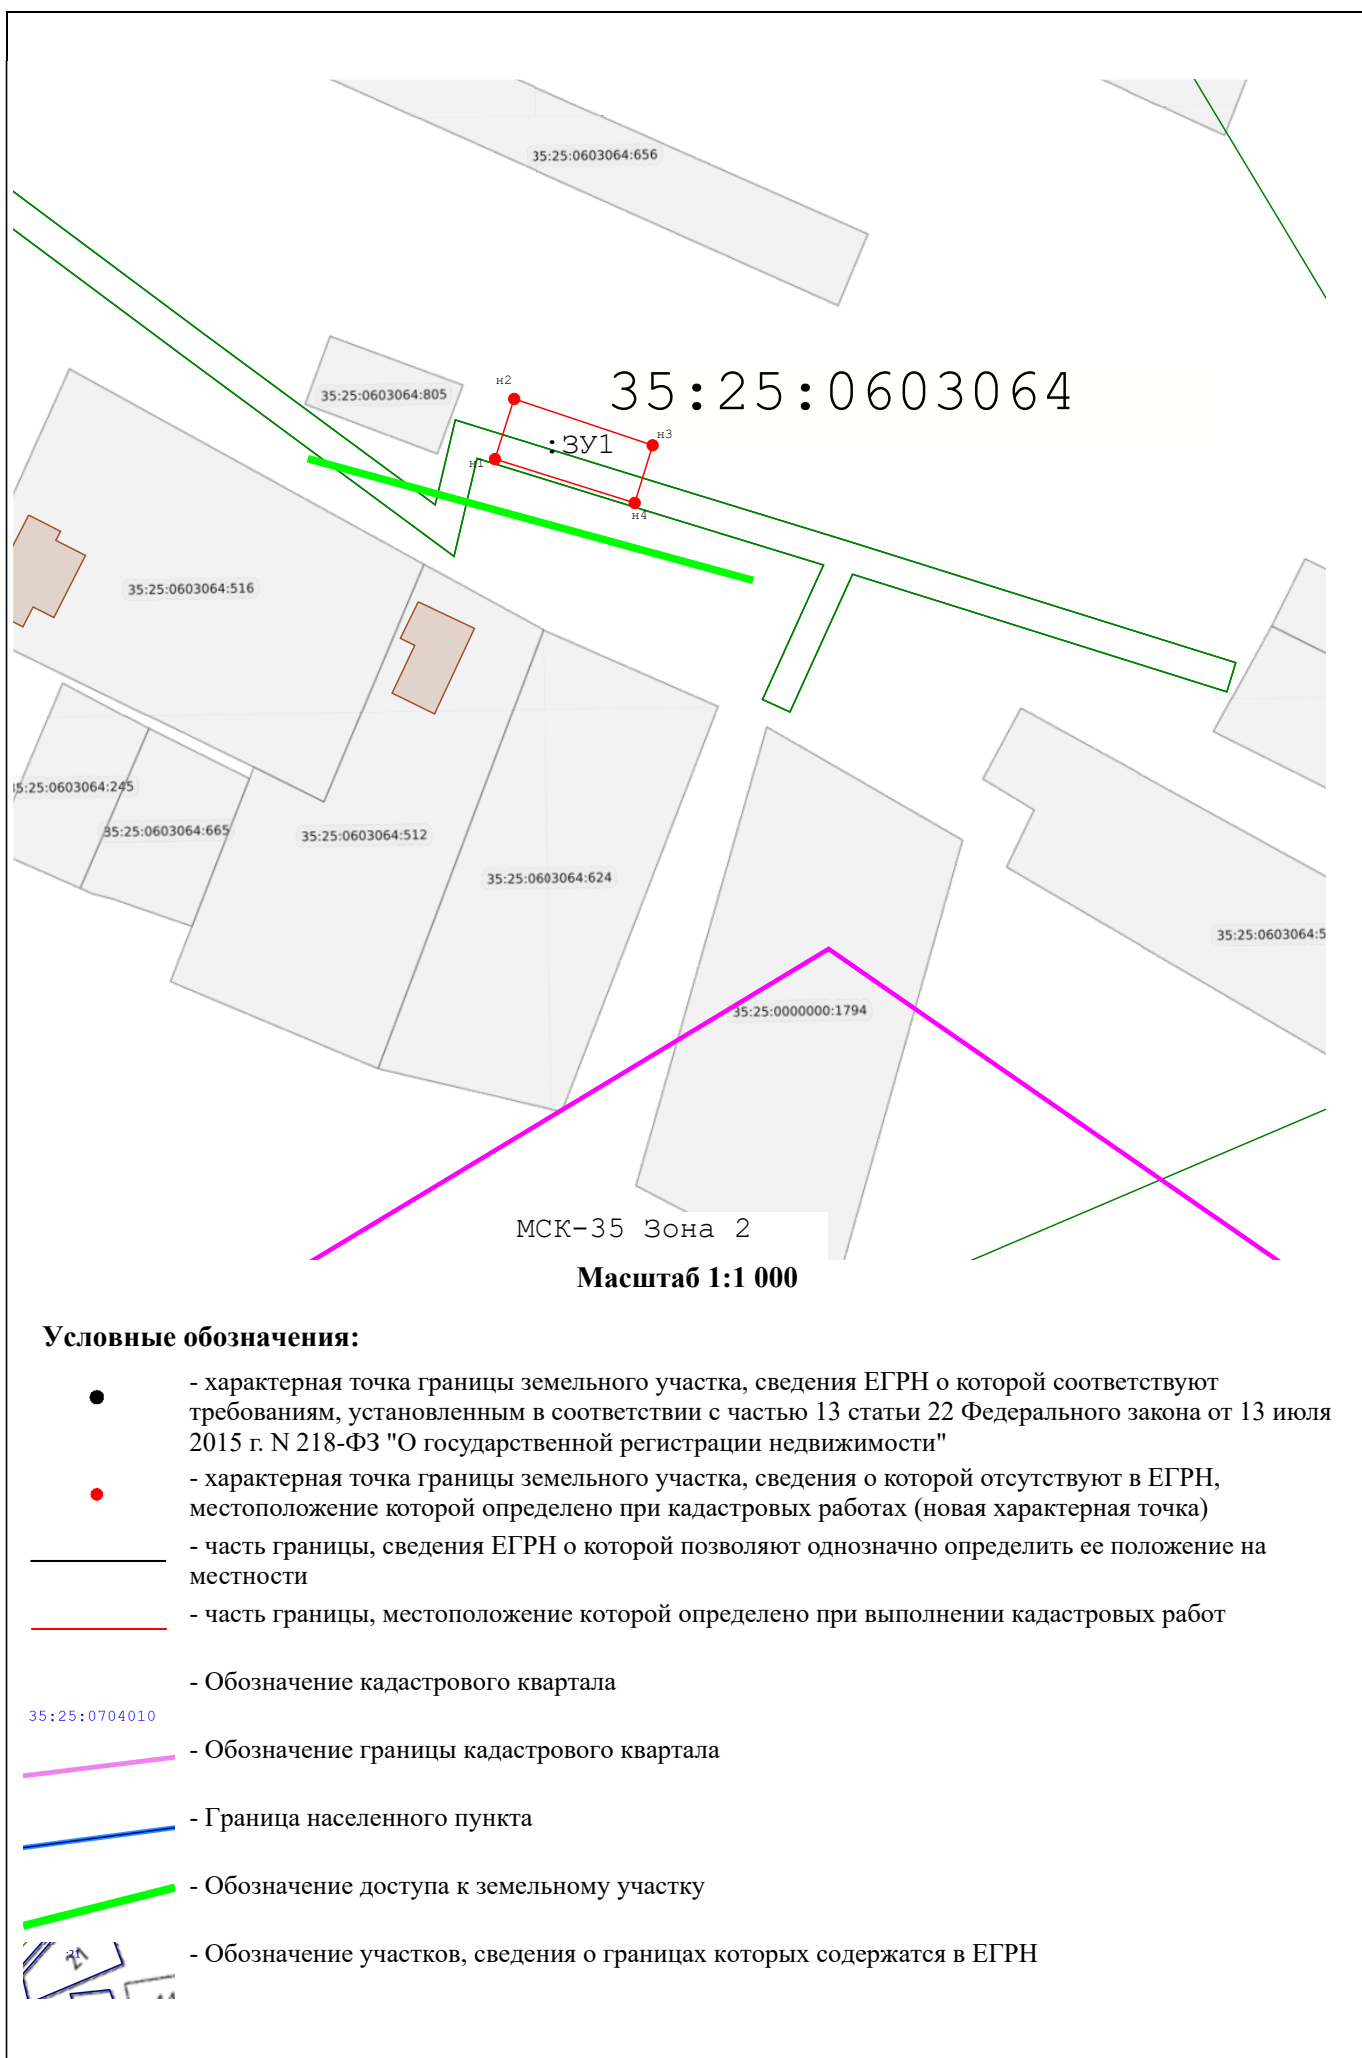 35:25:0603064:656
35:25:0603064
н2
35:25:0603064:805
н3
:ЗУ1
н1
н4
35:25:0603064:516
5:25:0603064:245
35:25:0603064:665
35:25:0603064:512
35:25:0603064:624
35:25:0603064:5
35:25:0000000:1794
МСК-35 Зона 2
Масштаб 1:1 000
Условные обозначения:
- характерная точка границы земельного участка, сведения ЕГРН о которой соответствуют
требованиям, установленным в соответствии с частью 13 статьи 22 Федерального закона от 13 июля
2015 г. N 218-ФЗ "О государственной регистрации недвижимости"
- характерная точка границы земельного участка, сведения о которой отсутствуют в ЕГРН,
местоположение которой определено при кадастровых работах (новая характерная точка)
- часть границы, сведения ЕГРН о которой позволяют однозначно определить ее положение на
местности
- часть границы, местоположение которой определено при выполнении кадастровых работ
- Обозначение кадастрового квартала
35:25:0704010
- Обозначение границы кадастрового квартала
- Граница населенного пункта
- Обозначение доступа к земельному участку
- Обозначение участков, сведения о границах которых содержатся в ЕГРН
:21
21